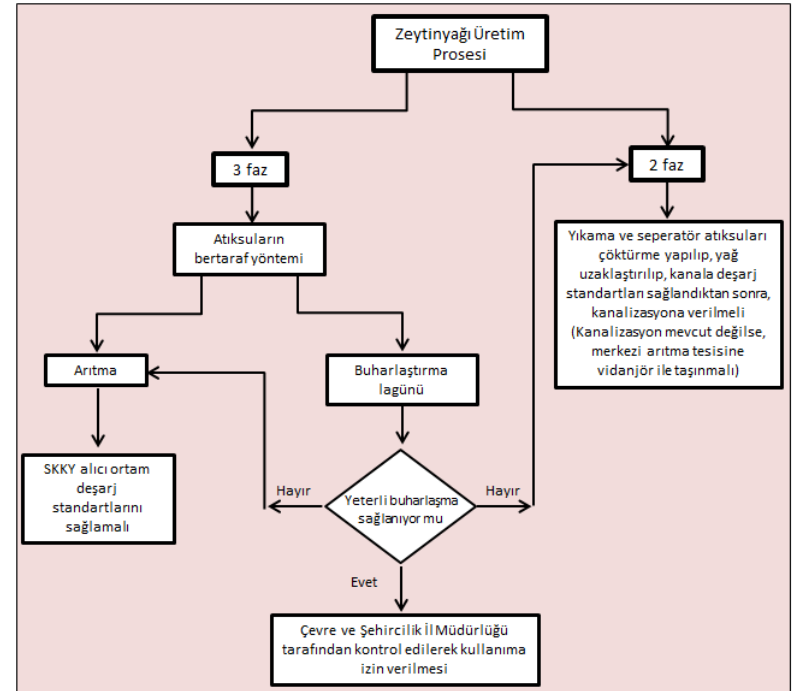 Zeytinyağı Üretim
Prosesi
3 faz
2 faz
Atıksuların
bertaraf yöntemi
Yıkama ve seperatör atıksuları
çöktürme yapılıp, yağ
uzaklaştırılıp, kanala deşarj
standartları sağlandıktan sonra,
kanalizasyona verilmeli
(Kanalizasyon mevcut değilse,
merkezi arıtma tesisine
vidanjör ile taşınmalı)
Arıtma
Buharlaştırma
lagünü
SKKY alıcı ortam
deşarj
standartlarını
sağlamalı
Hayır
Yeterli buharlaşma
sağlanıyor mu
Hayır
Evet
Çevre ve Şehircilik İl Müdürlüğü
tarafından kontrol edilerek kullanıma
izin verilmesi